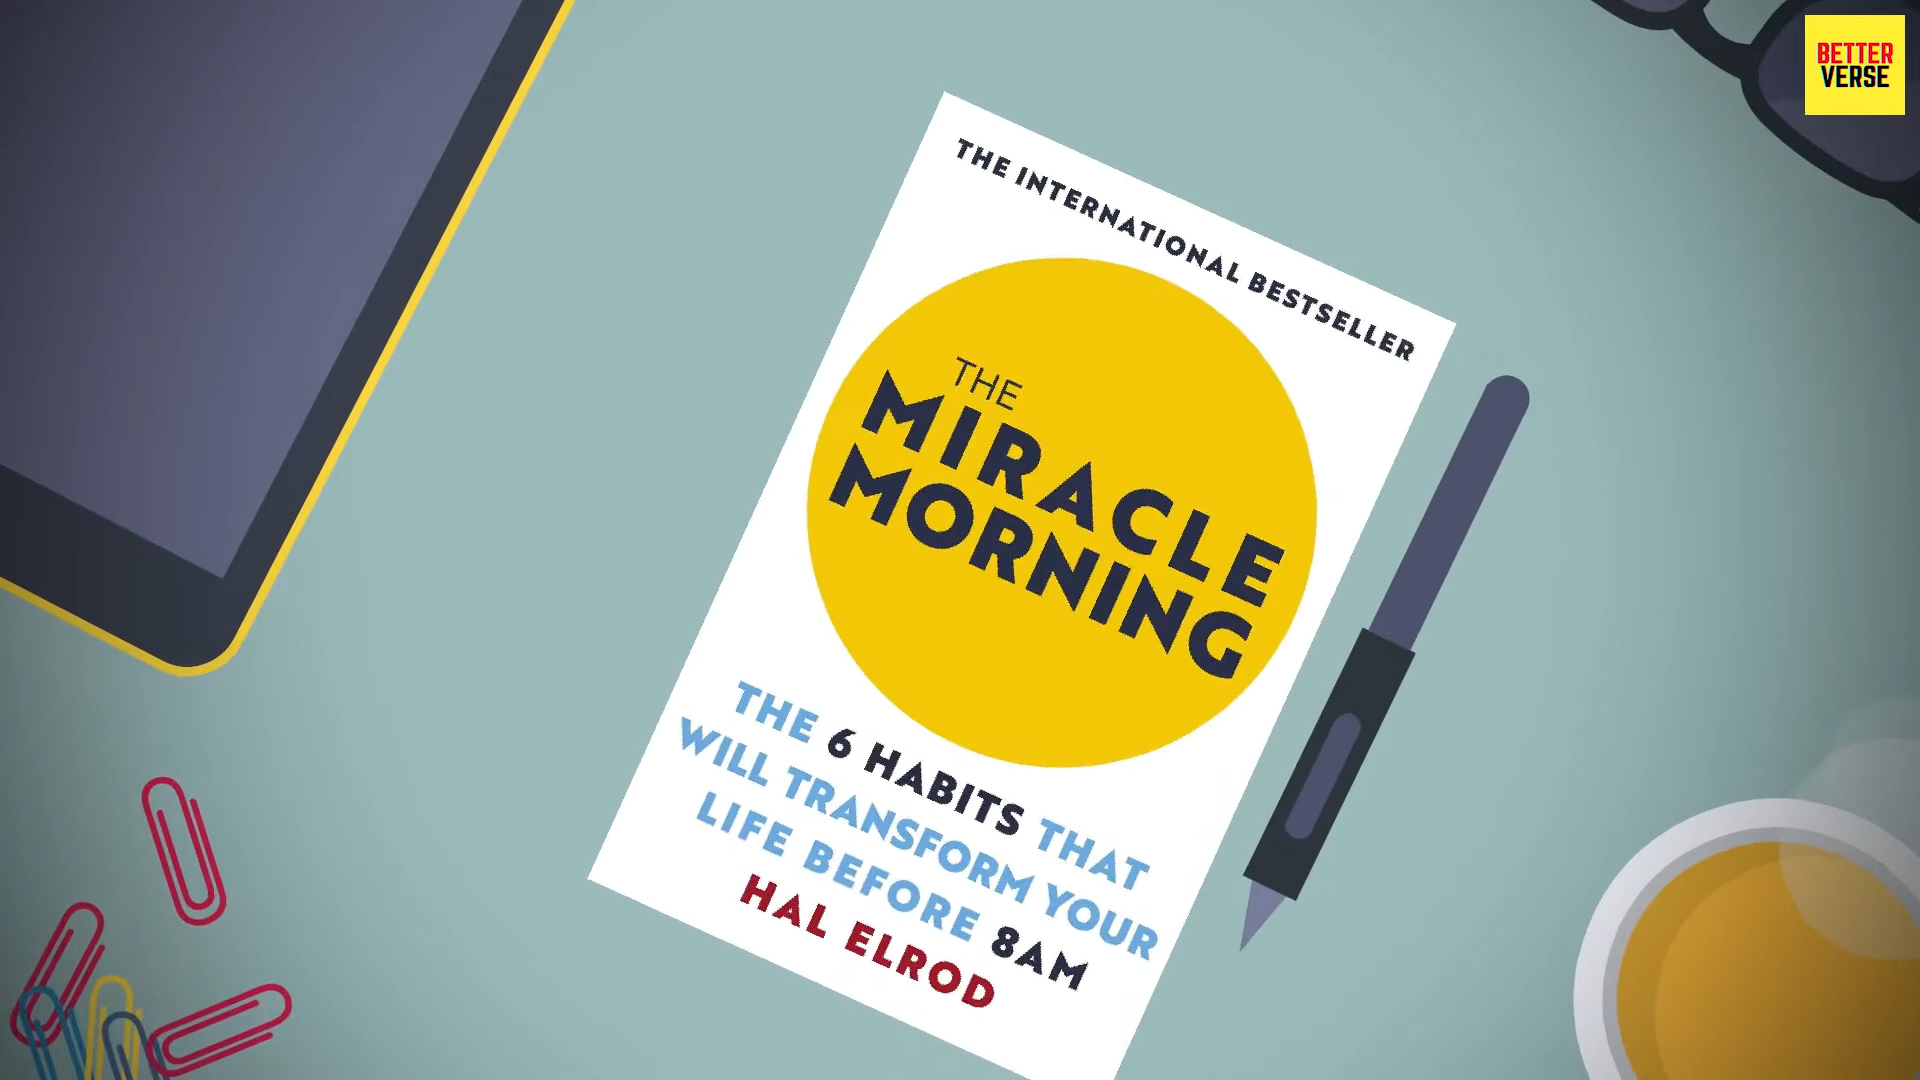 BETTER
VERSE
THE INTERNATIONAL BESTSELLER
THE
MIRACLE
MORNING
THE 6 HABITS THAT
WILL TRANSFORM YOUR
LIFE BEFORE 8AM
HAL ELROD